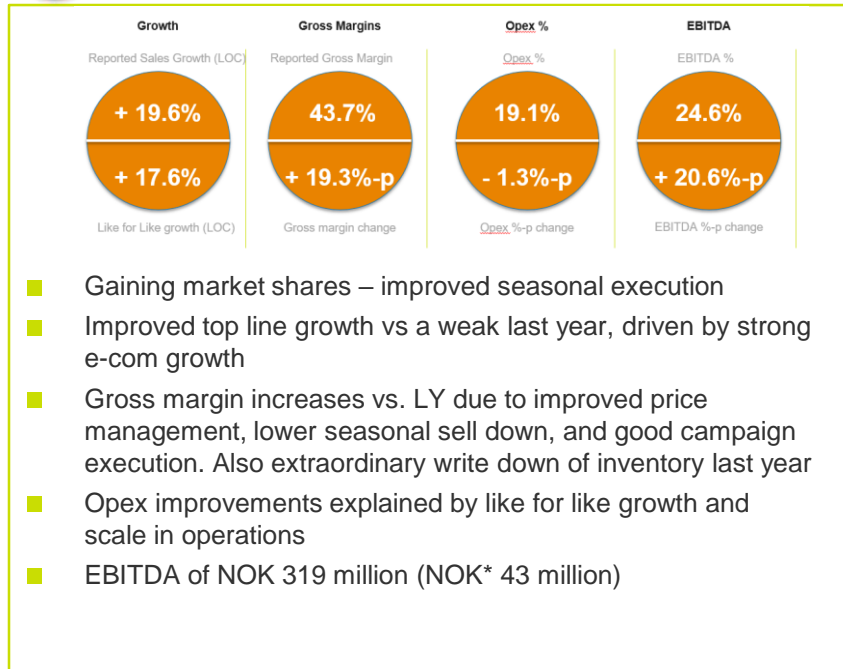 Growth
Gross Margins
Opex %
EBITDA
Reported Sales Growth (LOC)
Reported Gross Margin
Opex %
EBITDA %
+ 19.6%
43.7%
19.1%
24.6%
+ 17.6%
+ 19.3%-p
- 1.3%-p
+ 20.6%-p
Like for Like growth (LOC)
Gross margin change
Opex %-p change
EBITDA %-p change
Gaining market shares – improved seasonal execution
Improved top line growth vs a weak last year, driven by strong
e-com growth
Gross margin increases vs. LY due to improved price
management, lower seasonal sell down, and good campaign
execution. Also extraordinary write down of inventory last year
Opex improvements explained by like for like growth and
scale in operations
EBITDA of NOK 319 million (NOK* 43 million)